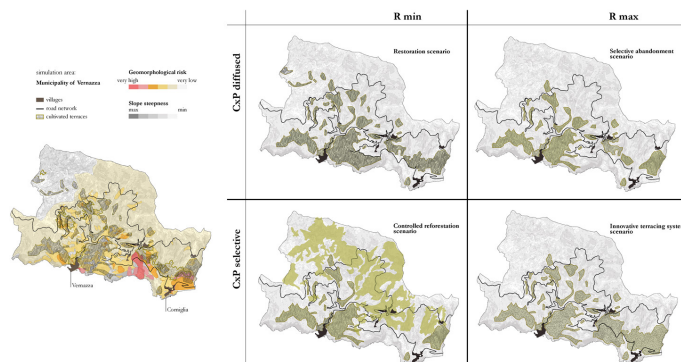 R min
R max
CxP diffused
Restoration scenario
Selective abandonment
scenario
simulation area:
Municipality of Vernazza
villages
road network
cultivated terraces
Geomorphological risk
very high
very low
Slope steepness
max
min
Vernazza
Corniglia
CxP selective
Controlled reforestation
scenario
Innovative terracing syste
scenario